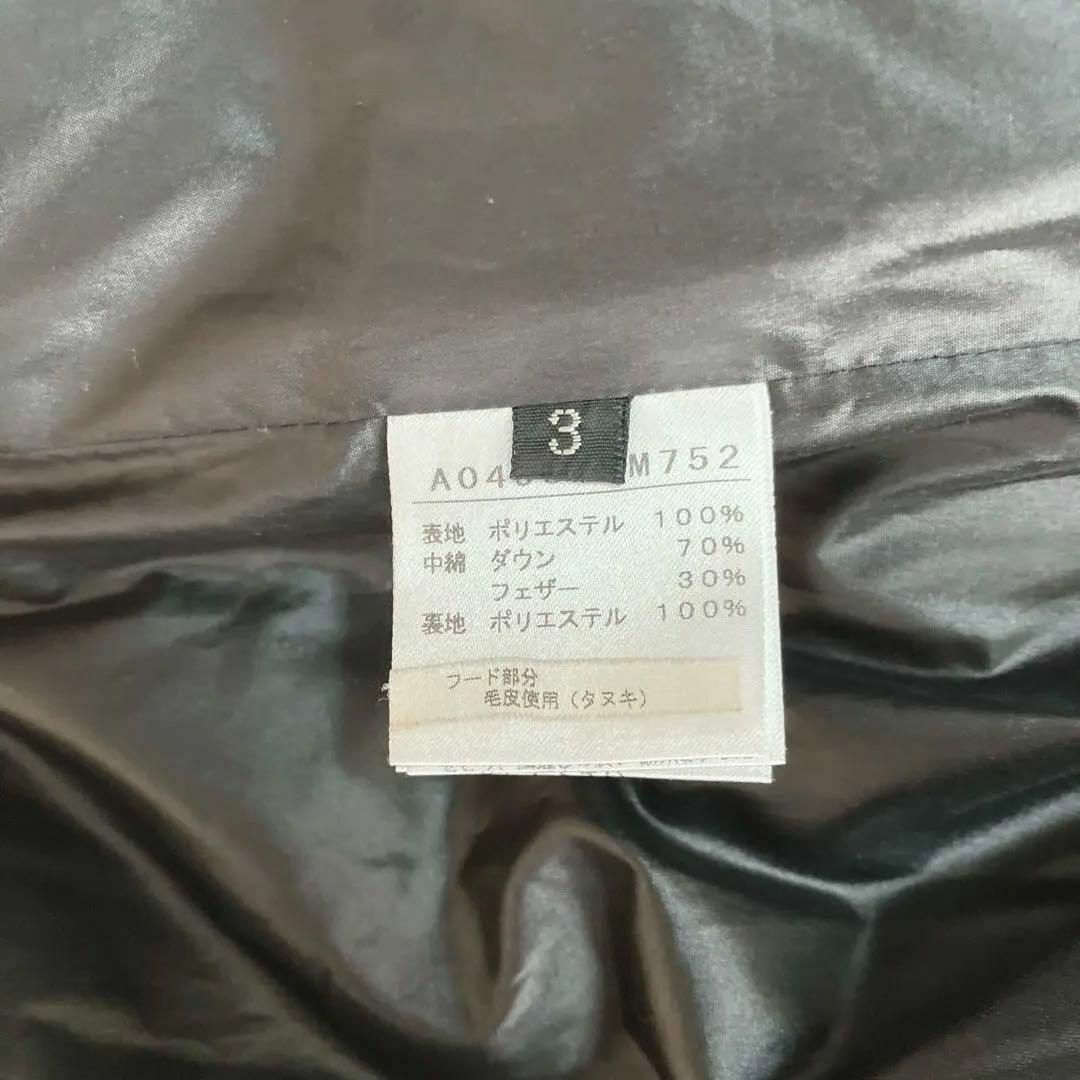 3
M752
表地 ポリエステル 100%
中綿 ダウン 70%
フェザー 30%
裏地 ポリエステル 100%
フード部分
毛皮使用(タヌキ)